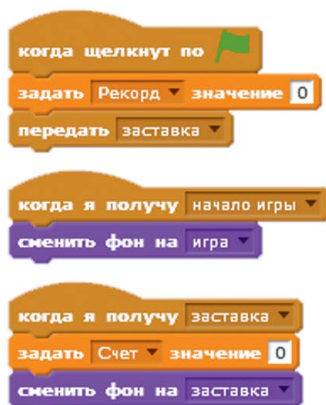 когда щелкнут по
задать Рекорд значение 0
передать заставка
когда я получу начало игры
сменить фон на игра
когда я получу заставка
задать Счет значение 0
сменить фон на заставка